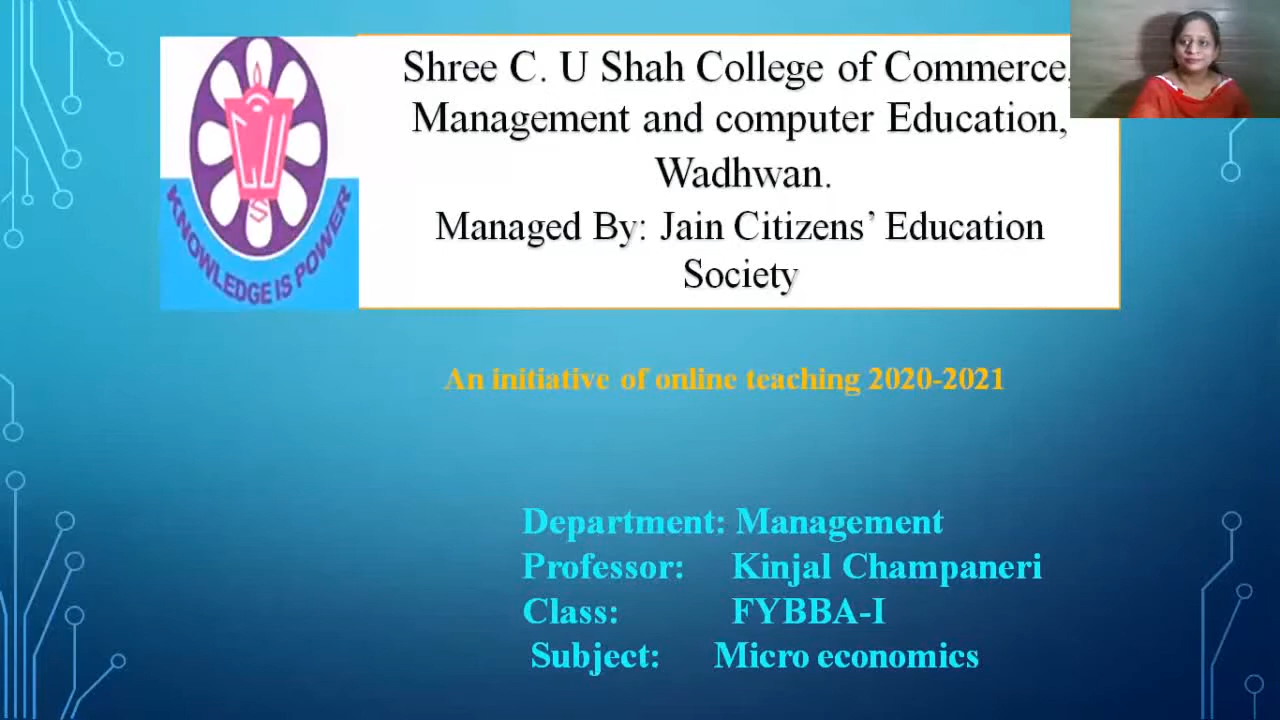 Shree C. U Shah College of Commerce,
Management and computer Education,
Wadhwan.
Managed By: Jain Citizens’ Education
Society
KNOWLEDGE IS POWER
An initiative of online teaching 2020-2021
Department: Management
Professor: Kinjal Champaneri
Class: FYBBA-I
Subject: Micro economics